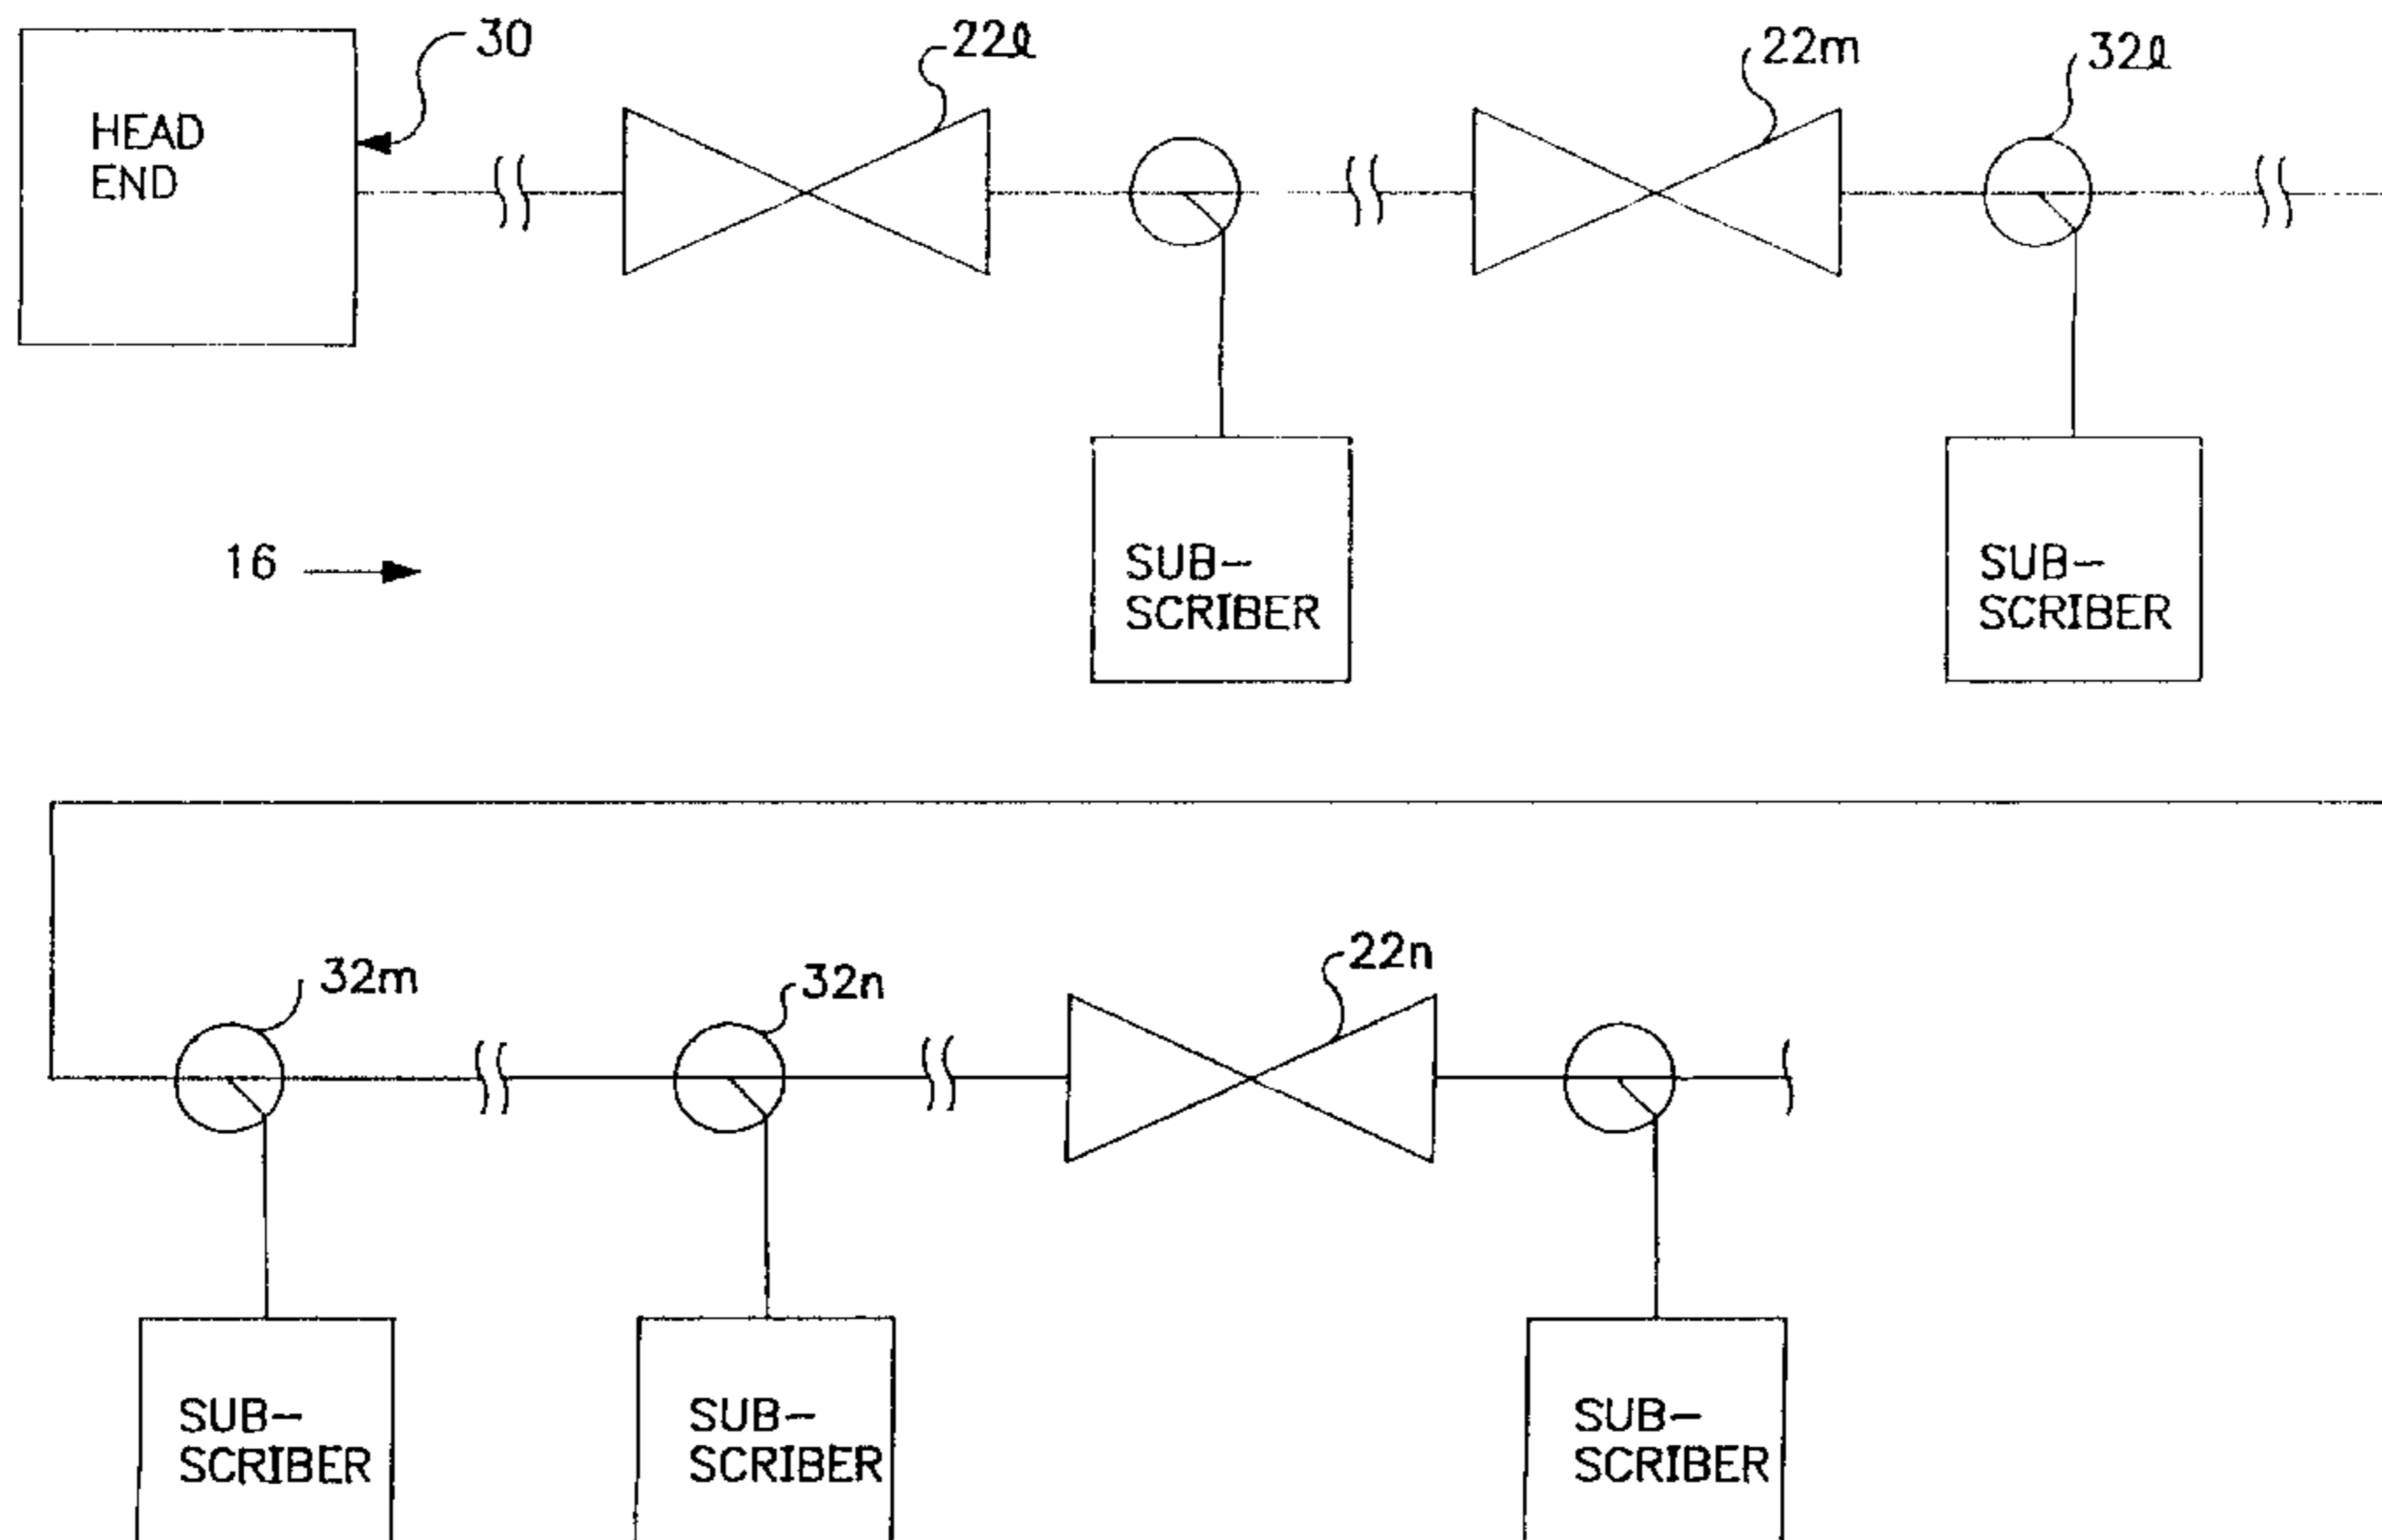 30
22ℓ
22m
32ℓ
HEAD
END
16
SUB-
SCRIBER
SUB-
SCRIBER
32m
32n
22n
SUB-
SCRIBER
SUB-
SCRIBER
SUB-
SCRIBER